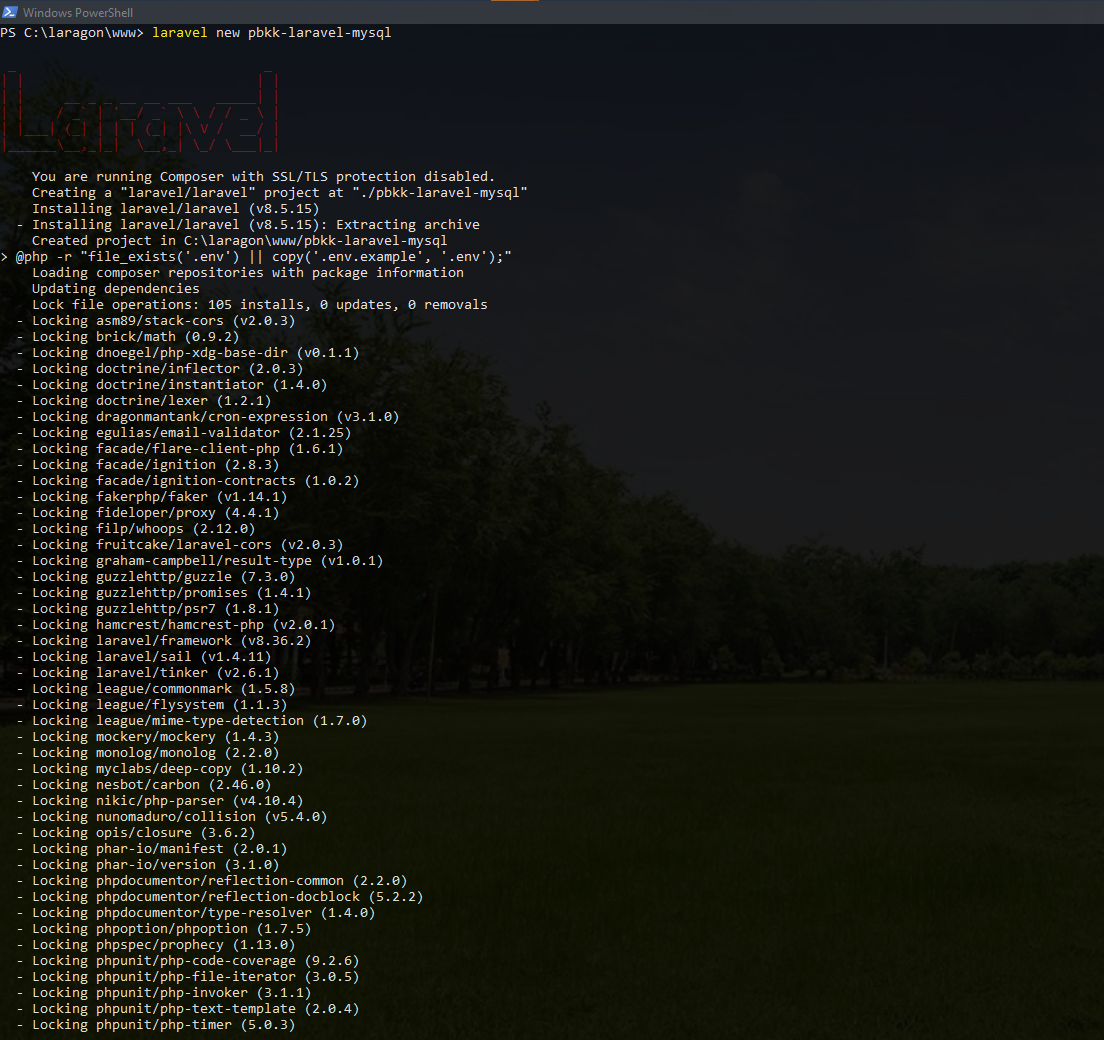 Windows PowerShell
PS C:\laragon\www> laravel new pbkk-laravel-mysql
Laravel
You are running Composer with SSL/TLS protection disabled.
Creating a "laravel/laravel" project at "./pbkk-laravel-mysql"
Installing laravel/laravel (v8.5.15)
- Installing laravel/laravel (v8.5.15): Extracting archive
Created project in C:\laragon\www/pbkk-laravel-mysql
> @php -r "file_exists('.env') || copy('.env.example', '.env');"
Loading composer repositories with package information
Updating dependencies
Lock file operations: 105 installs, 0 updates, 0 removals
- Locking asm89/stack-cors (v2.0.3)
- Locking brick/math (0.9.2)
- Locking dnoegel/php-xdg-base-dir (v0.1.1)
- Locking doctrine/inflector (2.0.3)
- Locking doctrine/instantiator (1.4.0)
- Locking doctrine/lexer (1.2.1)
- Locking dragonmantank/cron-expression (v3.1.0)
- Locking egulias/email-validator (2.1.25)
- Locking facade/flare-client-php (1.6.1)
- Locking facade/ignition (2.8.3)
- Locking facade/ignition-contracts (1.0.2)
- Locking fakerphp/faker (v1.14.1)
- Locking fideloper/proxy (4.4.1)
- Locking filp/whoops (2.12.0)
- Locking fruitcake/laravel-cors (v2.0.3)
- Locking graham-campbell/result-type (v1.0.1)
- Locking guzzlehttp/guzzle (7.3.0)
- Locking guzzlehttp/promises (1.4.1)
- Locking guzzlehttp/psr7 (1.8.1)
- Locking hamcrest/hamcrest-php (v2.0.1)
- Locking laravel/framework (v8.36.2)
- Locking laravel/sail (v1.4.11)
- Locking laravel/tinker (v2.6.1)
- Locking league/commonmark (1.5.8)
- Locking league/flysystem (1.1.3)
- Locking league/mime-type-detection (1.7.0)
- Locking mockery/mockery (1.4.3)
- Locking monolog/monolog (2.2.0)
- Locking myclabs/deep-copy (1.10.2)
- Locking nesbot/carbon (2.46.0)
- Locking nikic/php-parser (v4.10.4)
- Locking nunomaduro/collision (v5.4.0)
- Locking opis/closure (3.6.2)
- Locking phar-io/manifest (2.0.1)
- Locking phar-io/version (3.1.0)
- Locking phpdocumentor/reflection-common (2.2.0)
- Locking phpdocumentor/reflection-docblock (5.2.2)
- Locking phpdocumentor/type-resolver (1.4.0)
- Locking phpoption/phpoption (1.7.5)
- Locking phpspec/prophecy (1.13.0)
- Locking phpunit/php-code-coverage (9.2.6)
- Locking phpunit/php-file-iterator (3.0.5)
- Locking phpunit/php-invoker (3.1.1)
- Locking phpunit/php-text-template (2.0.4)
- Locking phpunit/php-timer (5.0.3)